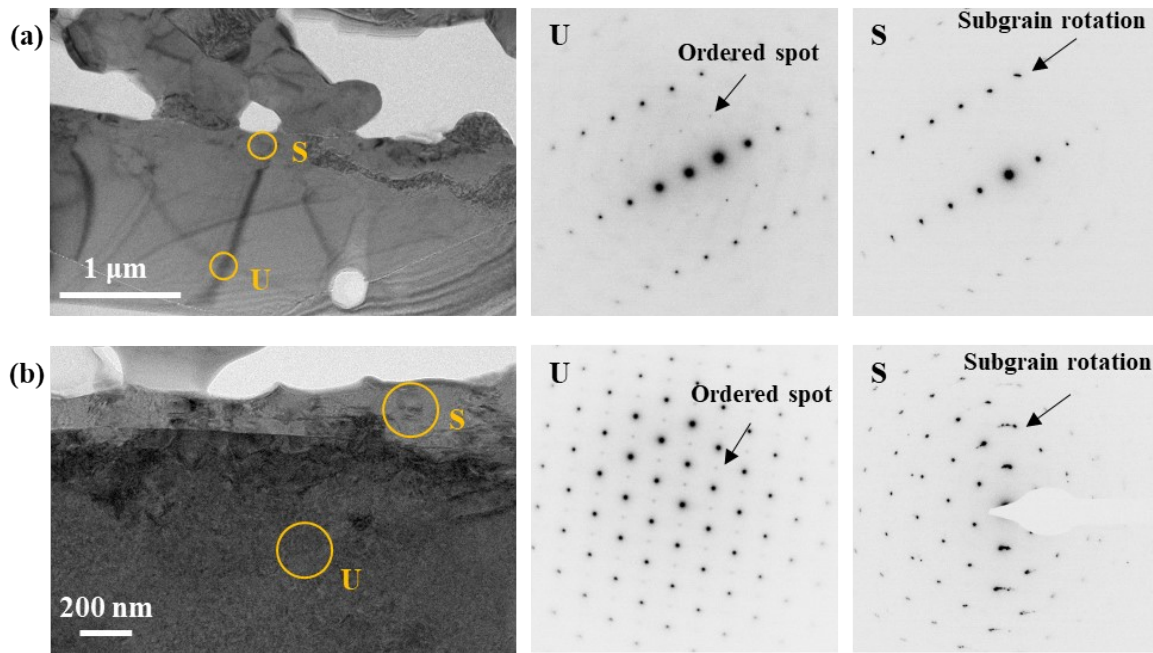 (a)
S
U
1 μm
U
Ordered spot
S
Subgrain rotation
(b)
S
U
200 nm
U
Ordered spot
S
Subgrain rotation